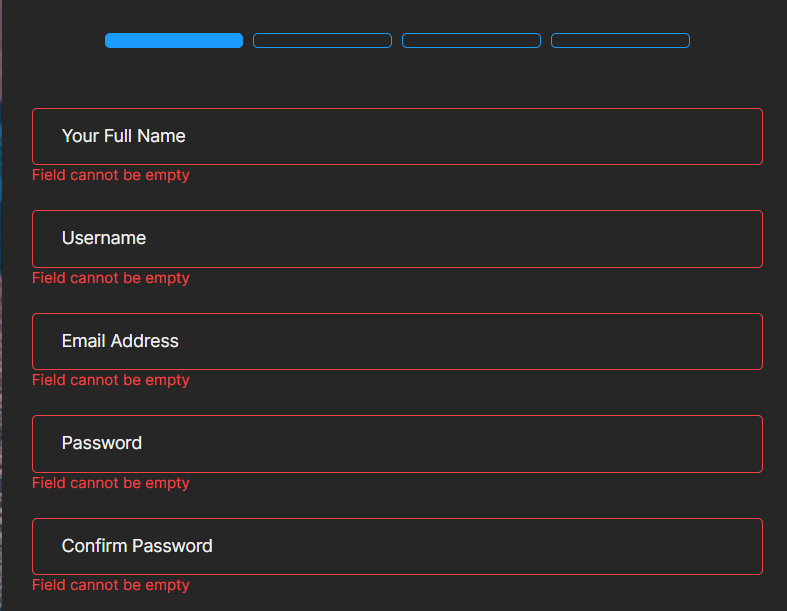 Your Full Name
Field cannot be empty
Username
Field cannot be empty
Email Address
Field cannot be empty
Password
Field cannot be empty
Confirm Password
Field cannot be empty